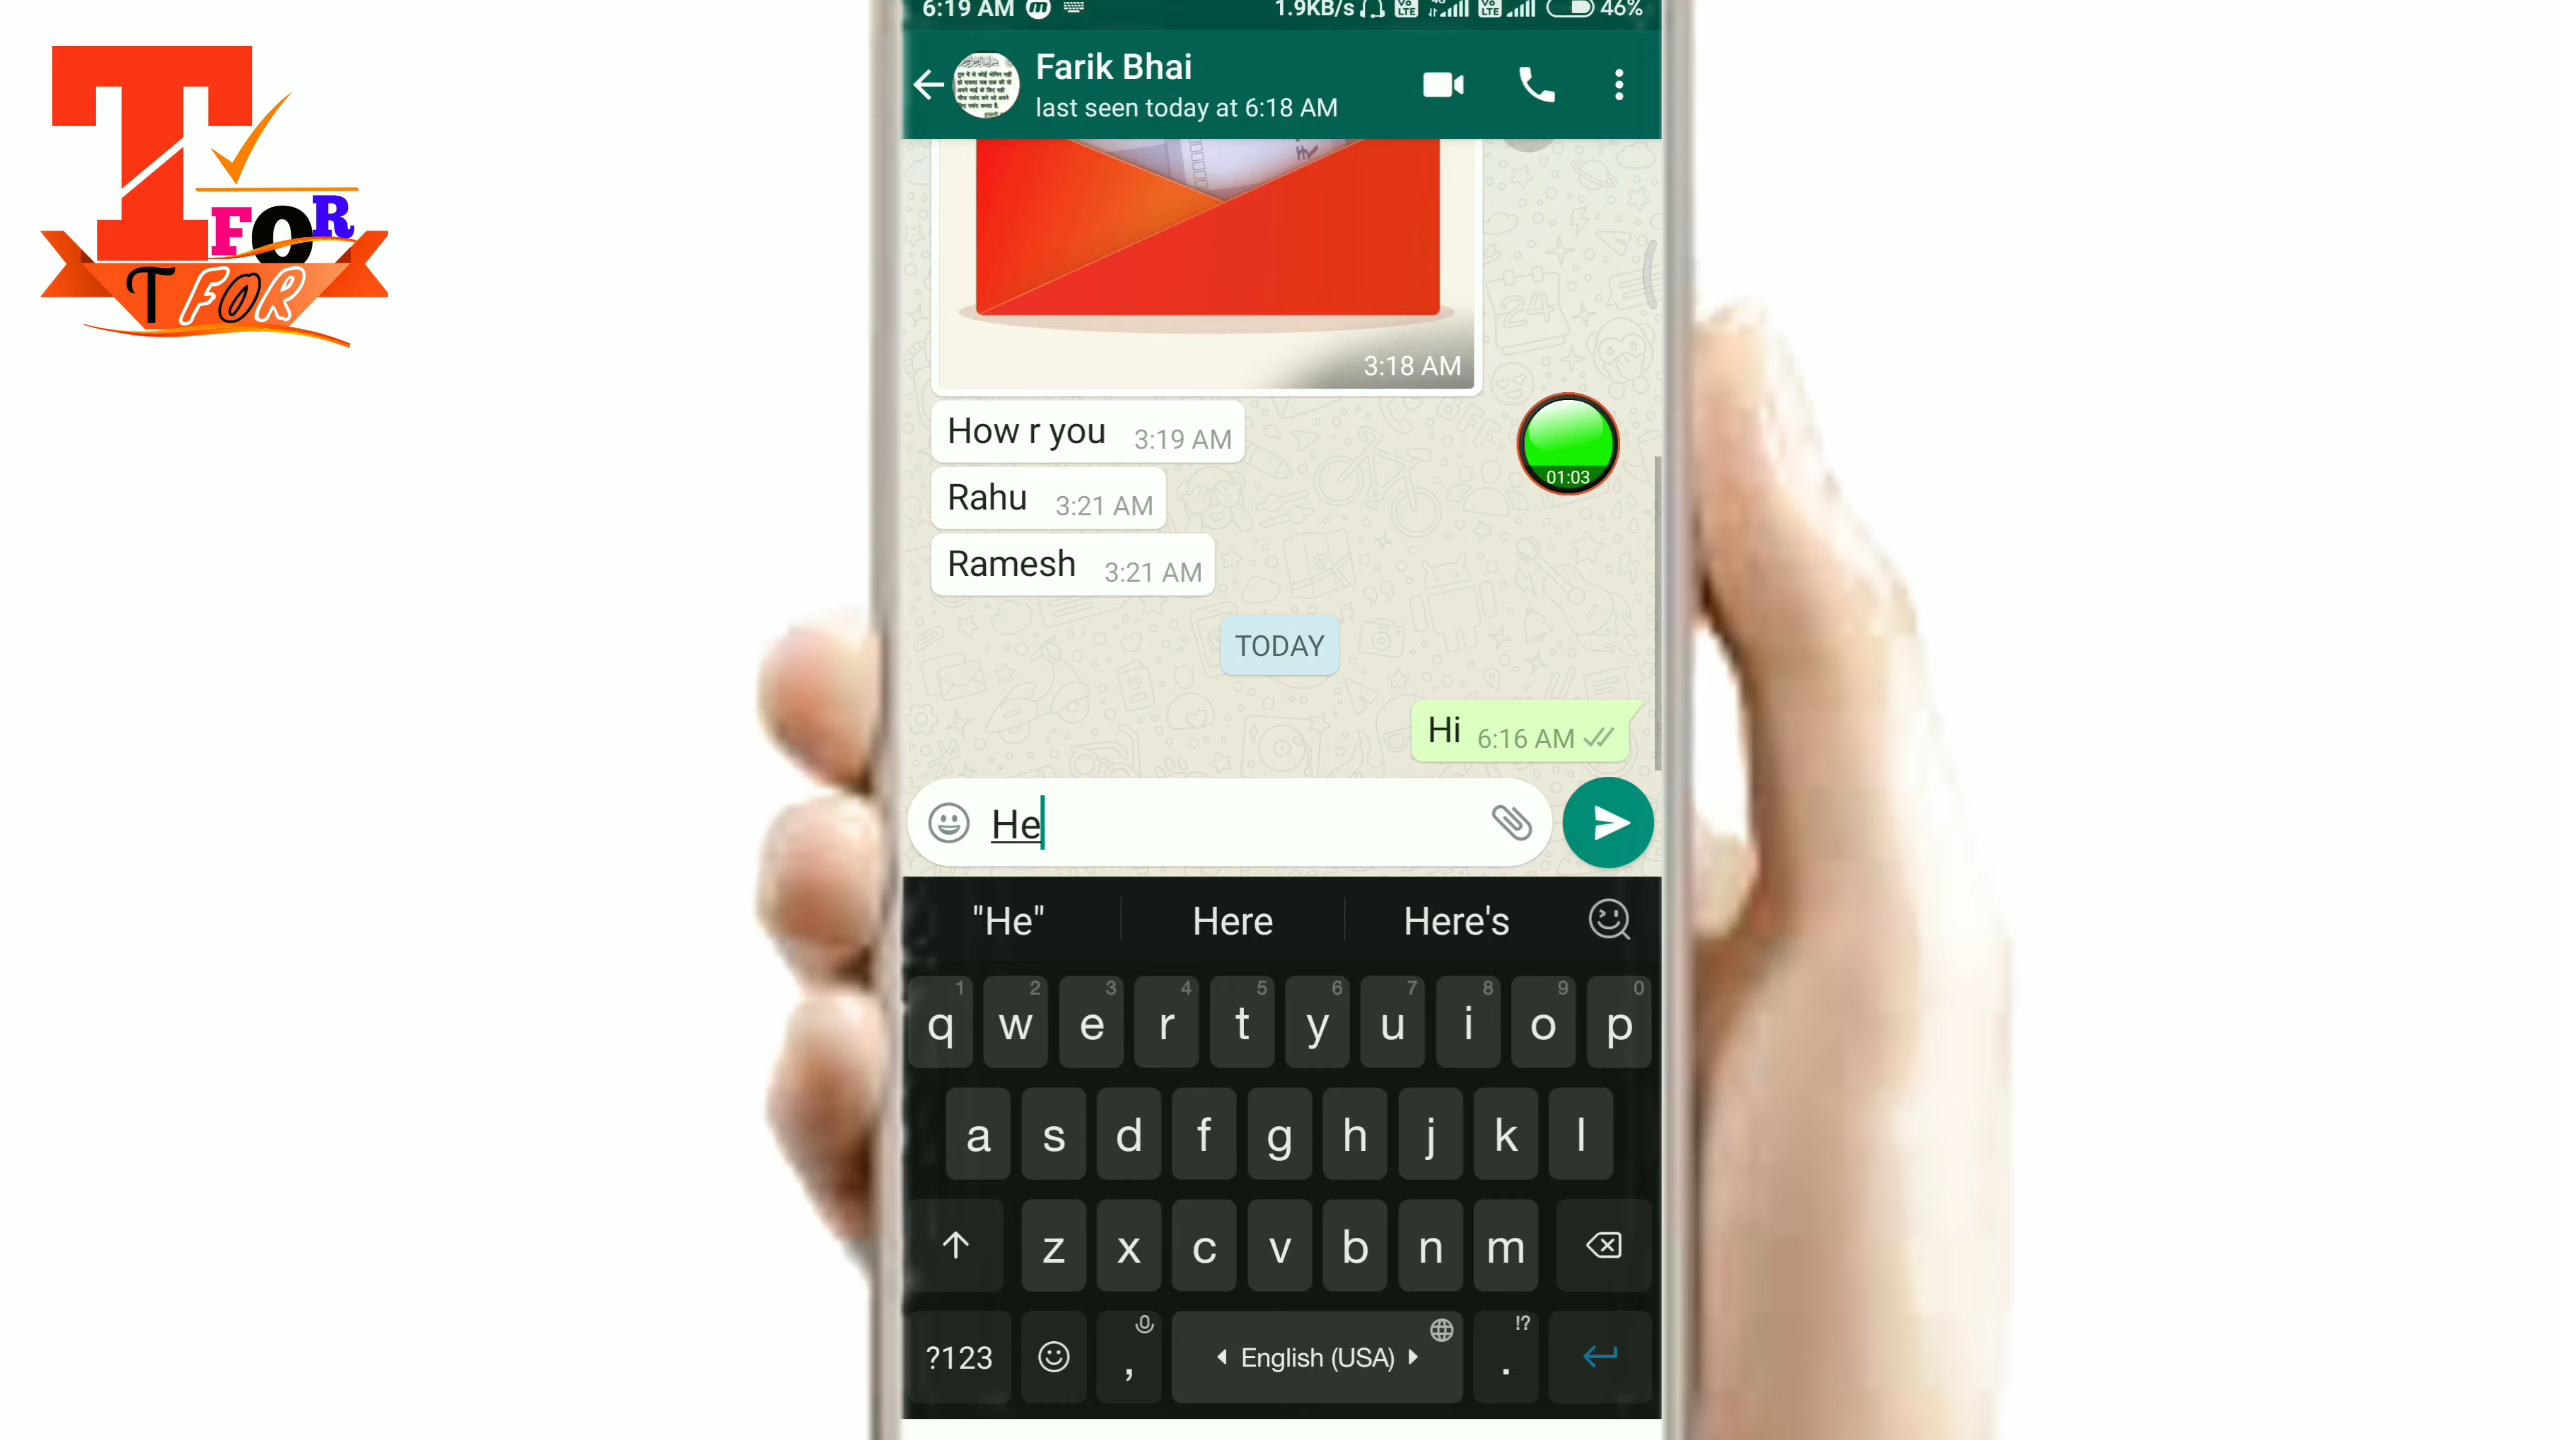 T
FOR
T FOR
6:19 AM
1.9KB/s
46%
Farik Bhai
last seen today at 6:18 AM
3:18 AM
How r you 3:19 AM
01:03
Rahu 3:21 AM
Ramesh 3:21 AM
TODAY
Hi 6:16 AM
He
"He" Here Here's
1 2 3 4 5 6 7 8 9 0
q w e r t y u i o p
a s d f g h j k l
z x c v b n m
!?
?123 , English (USA) .